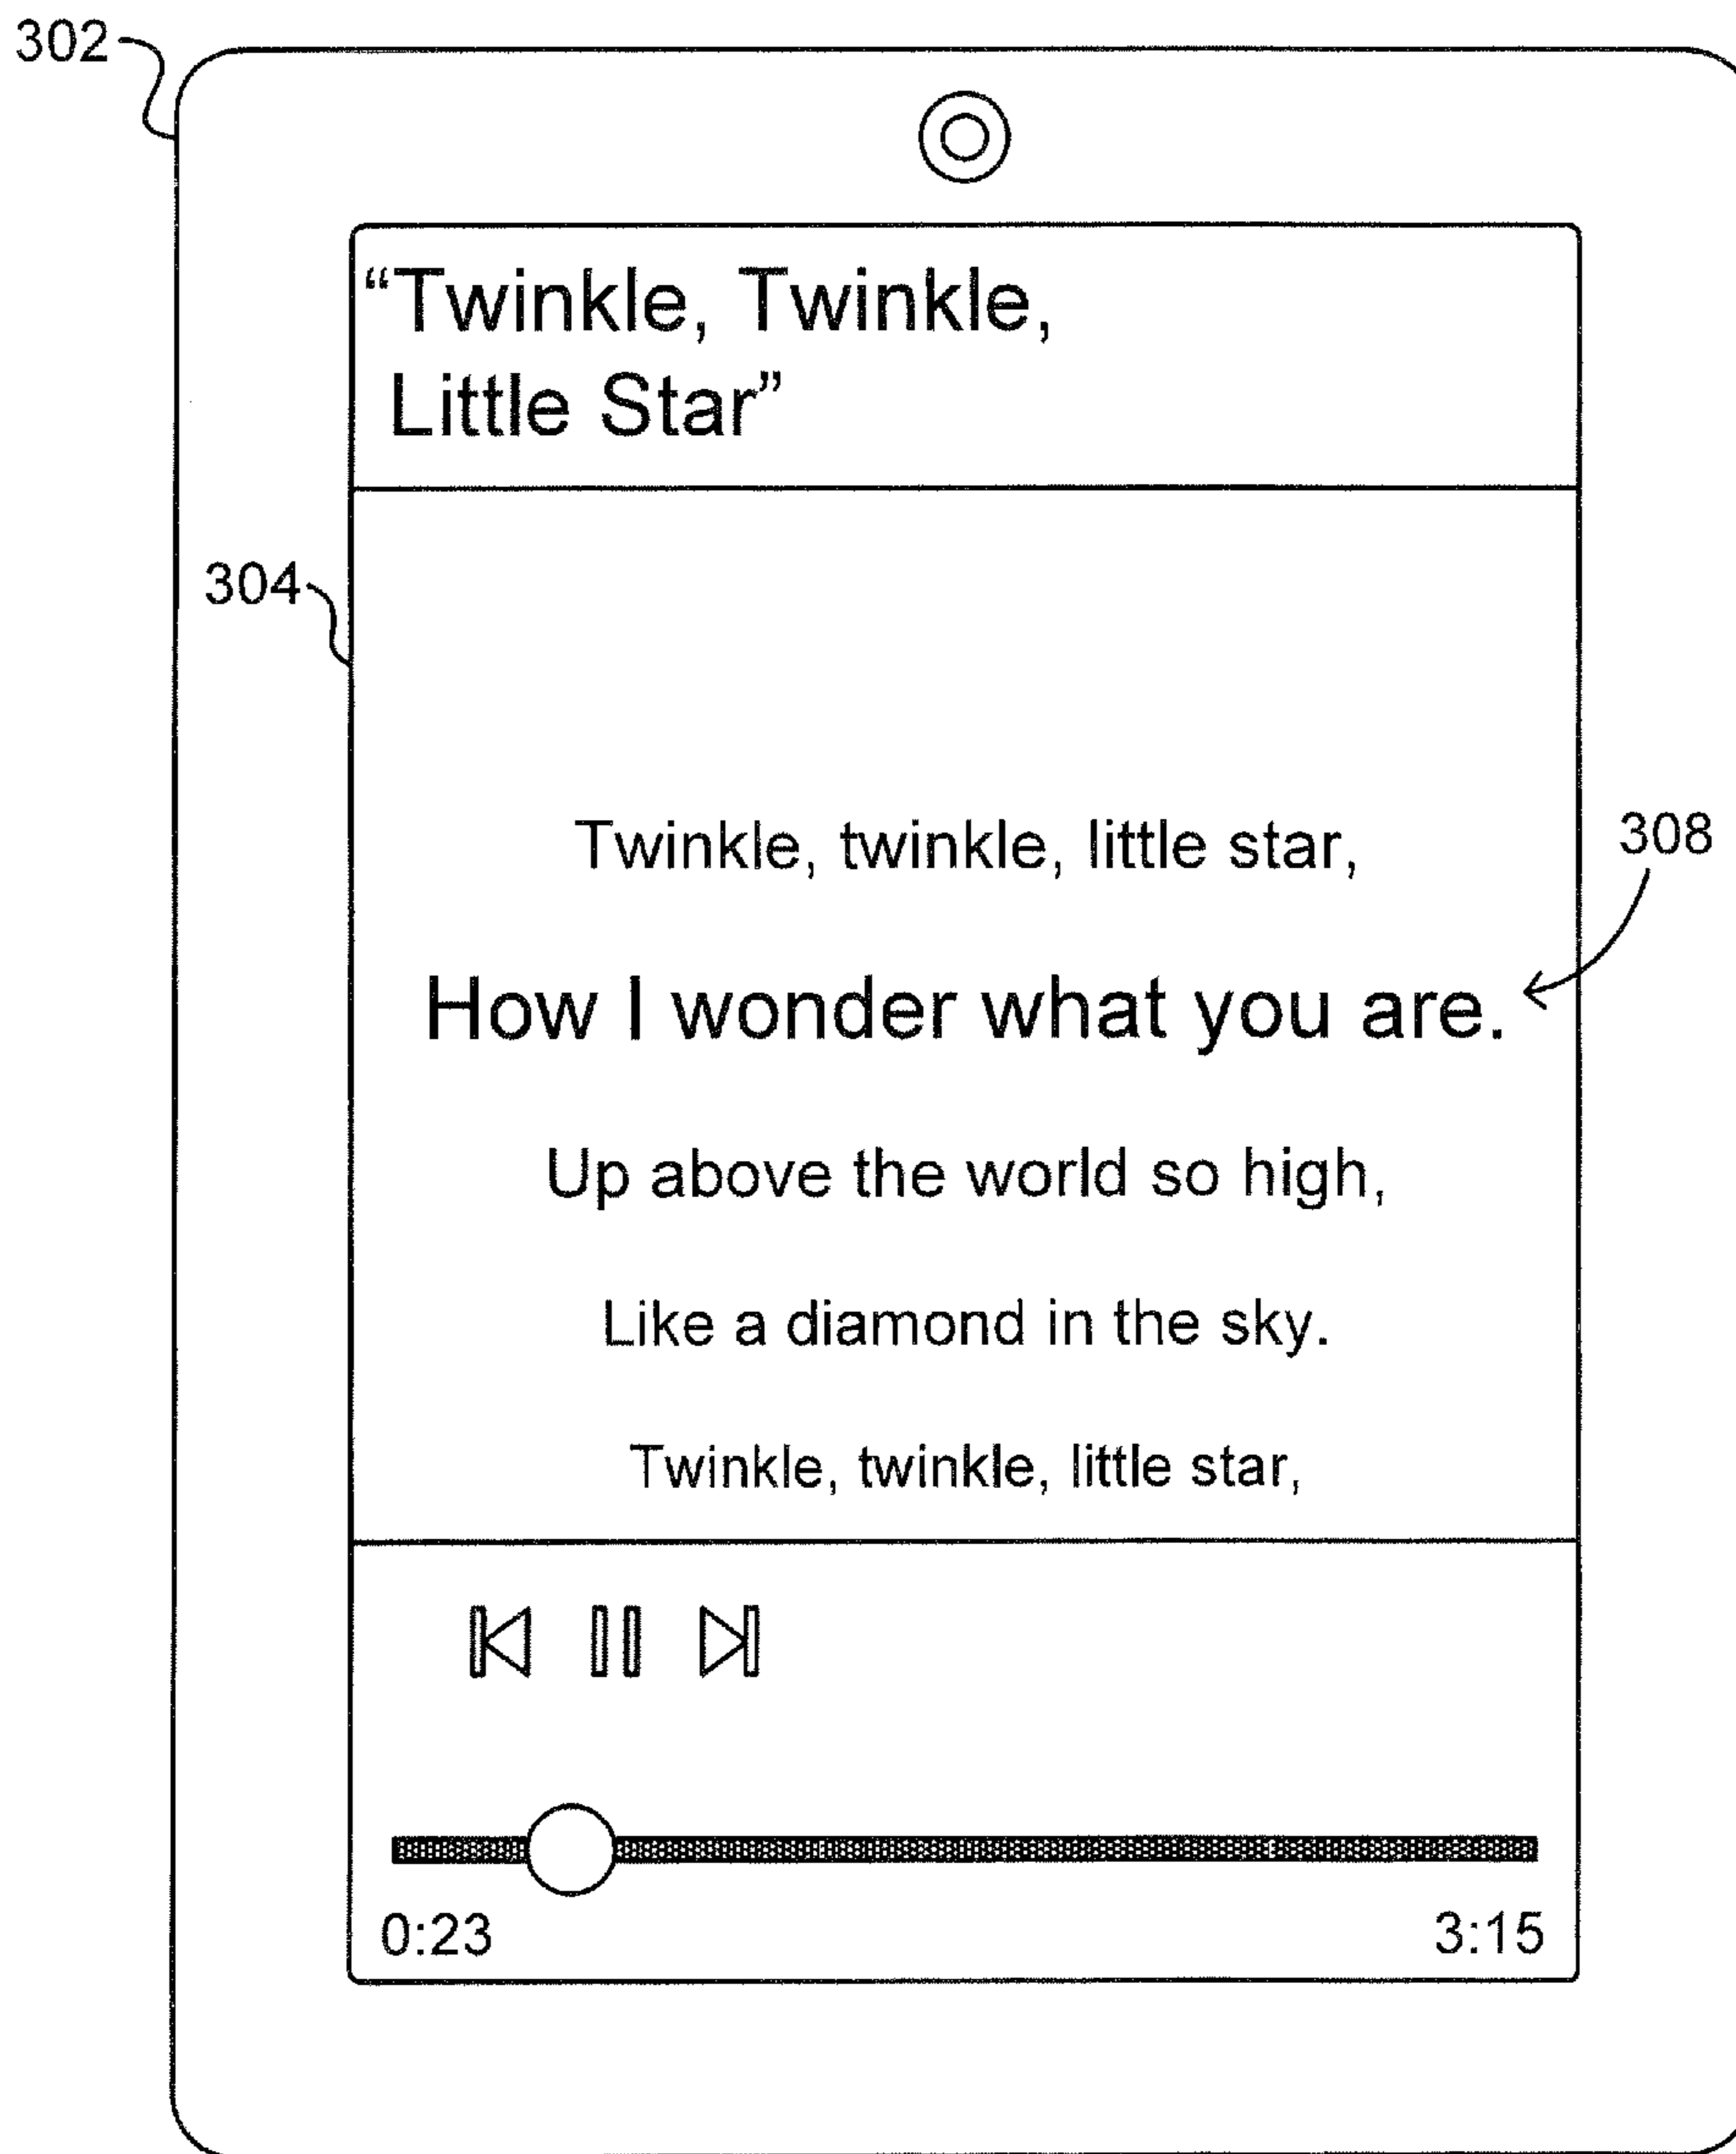 302
“Twinkle, Twinkle,
Little Star”
304
Twinkle, twinkle, little star,
308
How I wonder what you are.
Up above the world so high,
Like a diamond in the sky.
Twinkle, twinkle, little star,
0:23 3:15